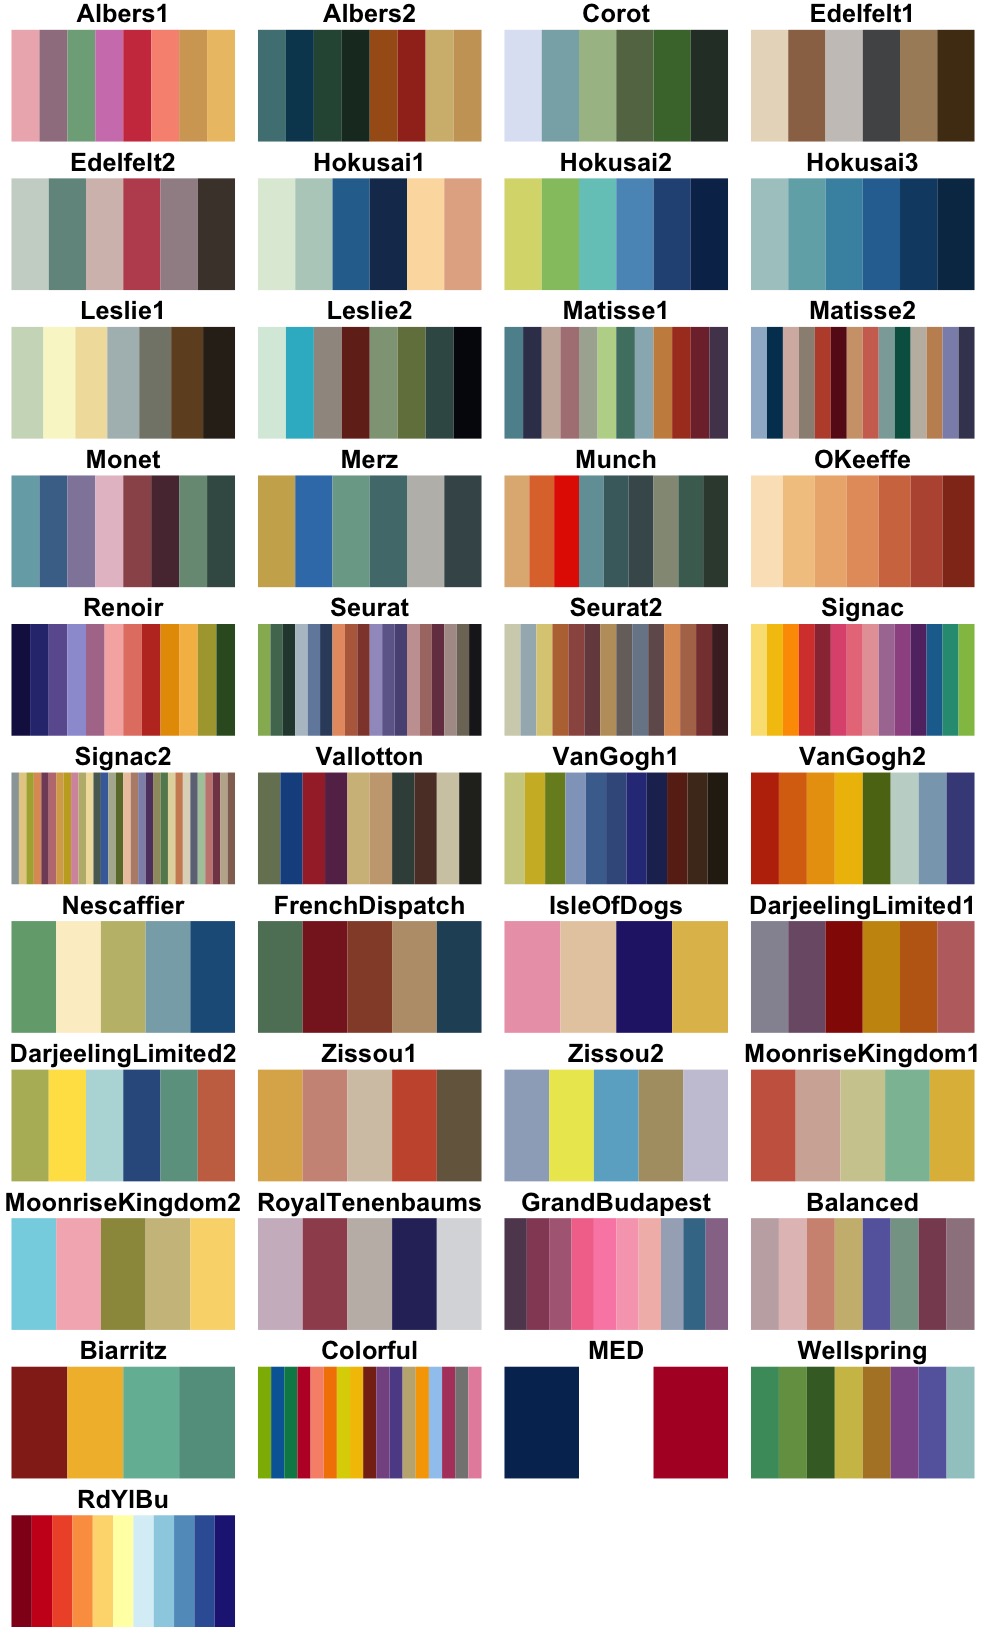 Albers1 Albers2 Corot Edelfelt1
Edelfelt2 Hokusai1 Hokusai2 Hokusai3
Leslie1 Leslie2 Matisse1 Matisse2
Monet Merz Munch OKeeffe
Renoir Seurat Seurat2 Signac
Signac2 Vallotton VanGogh1 VanGogh2
Nescaffier FrenchDispatch IsleOfDogs DarjeelingLimited1
DarjeelingLimited2 Zissou1 Zissou2 MoonriseKingdom1
MoonriseKingdom2 RoyalTenenbaums GrandBudapest Balanced
Biarritz Colorful MED Wellspring
RdYlBu